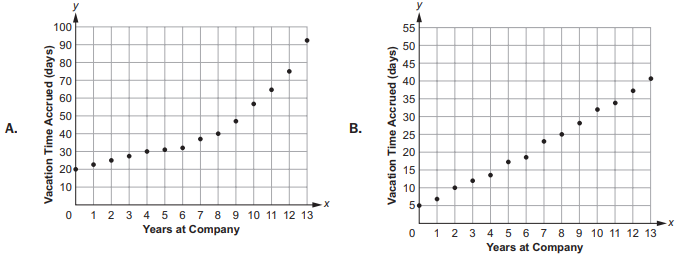 A.
y
Vacation Time Accrued (days)
100
90
80
70
60
50
40
30
20
10
0 1 2 3 4 5 6 7 8 9 10 11 12 13
x
Years at Company
B.
y
Vacation Time Accrued (days)
55
50
45
40
35
30
25
20
15
10
5
0 1 2 3 4 5 6 7 8 9 10 11 12 13
x
Years at Company